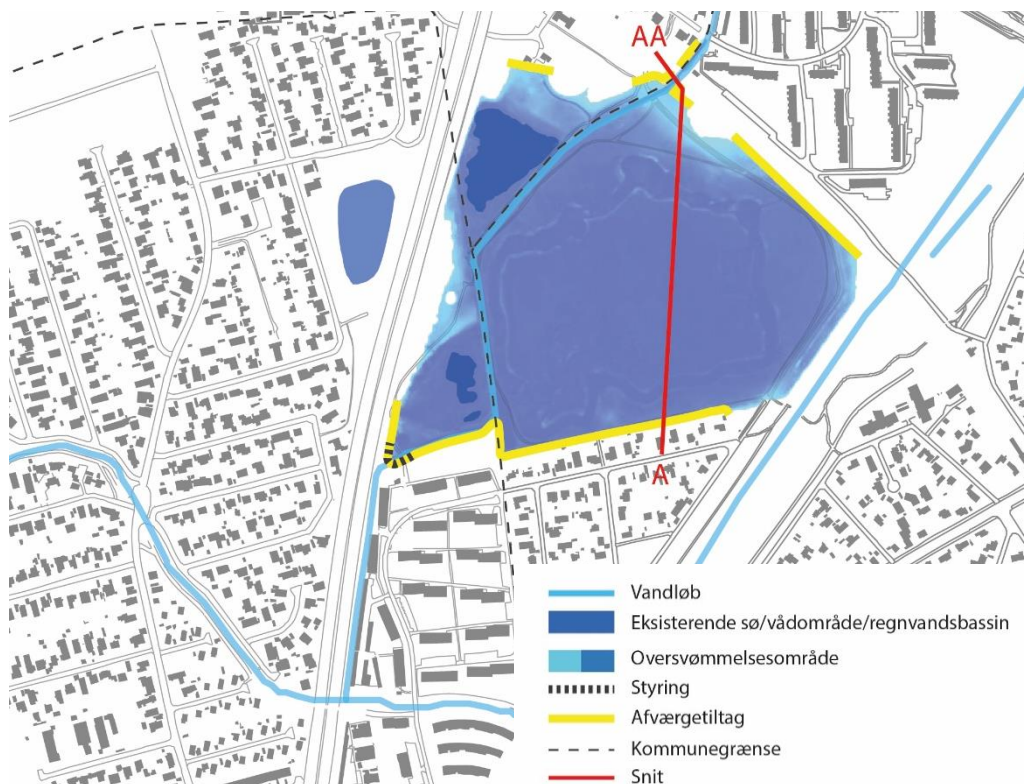 AA
A
Vandløb
Eksisterende sø/vådområde/regnvandsbassin
Oversvømmelsesområde
Styring
Afværgetiltag
Kommunegrænse
Snit